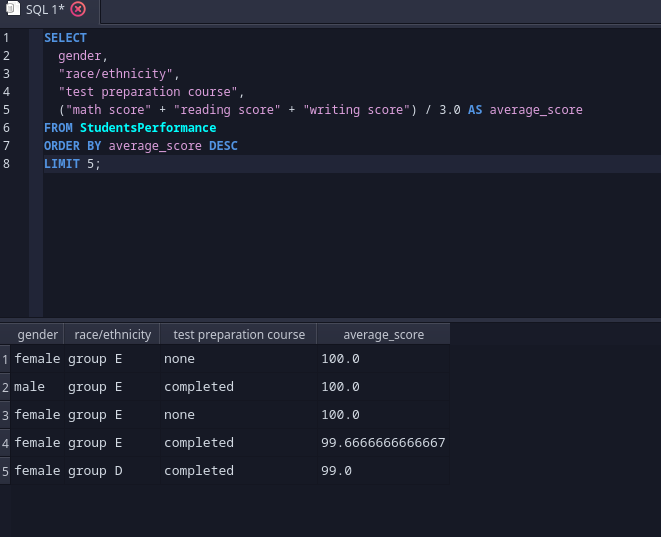 SQL 1*
1 SELECT
2 gender,
3 "race/ethnicity",
4 "test preparation course",
5 ("math score" + "reading score" + "writing score") / 3.0 AS average_score
6 FROM StudentsPerformance
7 ORDER BY average_score DESC
8 LIMIT 5;
gender race/ethnicity test preparation course average_score
1 female group E none 100.0
2 male group E completed 100.0
3 female group E none 100.0
4 female group E completed 99.6666666666667
5 female group D completed 99.0